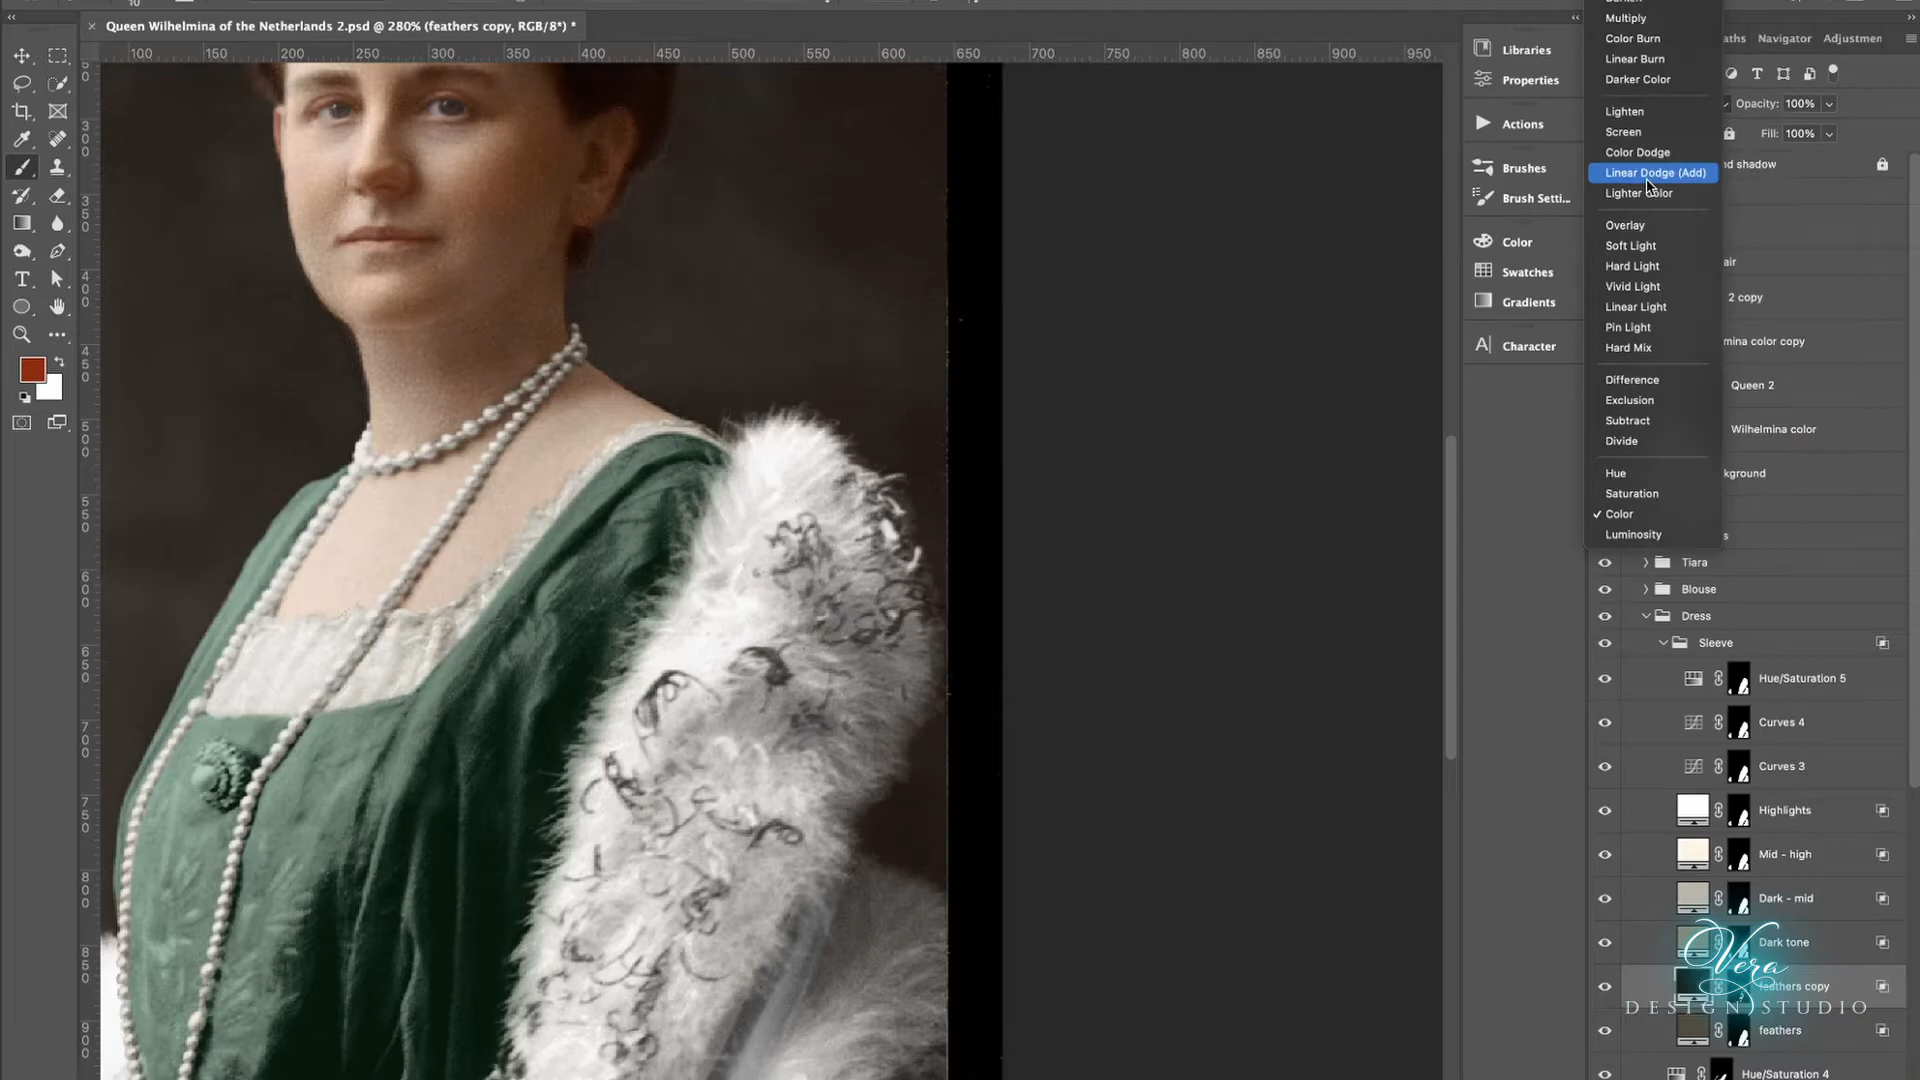 Queen Wilhelmina of the Netherlands 2.psd @ 280% (feathers copy, RGB/8*) *
100 150 200 250 300 350 400 450 500 550 600 650 700 750 800 850 900 950
Libraries
Properties
Actions
Brushes
Brush Setti...
Color
Swatches
Gradients
Character
Multiply
Color Burn
Linear Burn
Darker Color
Lighten
Screen
Color Dodge
Linear Dodge (Add)
Lighter Color
Overlay
Soft Light
Hard Light
Vivid Light
Linear Light
Pin Light
Hard Mix
Difference
Exclusion
Subtract
Divide
Hue
Saturation
Color
Luminosity
aths Navigator Adjustmen
Opacity: 100%
Fill: 100%
nd shadow
air
2 copy
mina color copy
Queen 2
Wilhelmina color
kground
s
Tiara
Blouse
Dress
Sleeve
Hue/Saturation 5
Curves 4
Curves 3
Highlights
Mid - high
Dark - mid
Dark tone
feathers copy
feathers
Hue/Saturation 4
Vera
DESIGN STUDIO